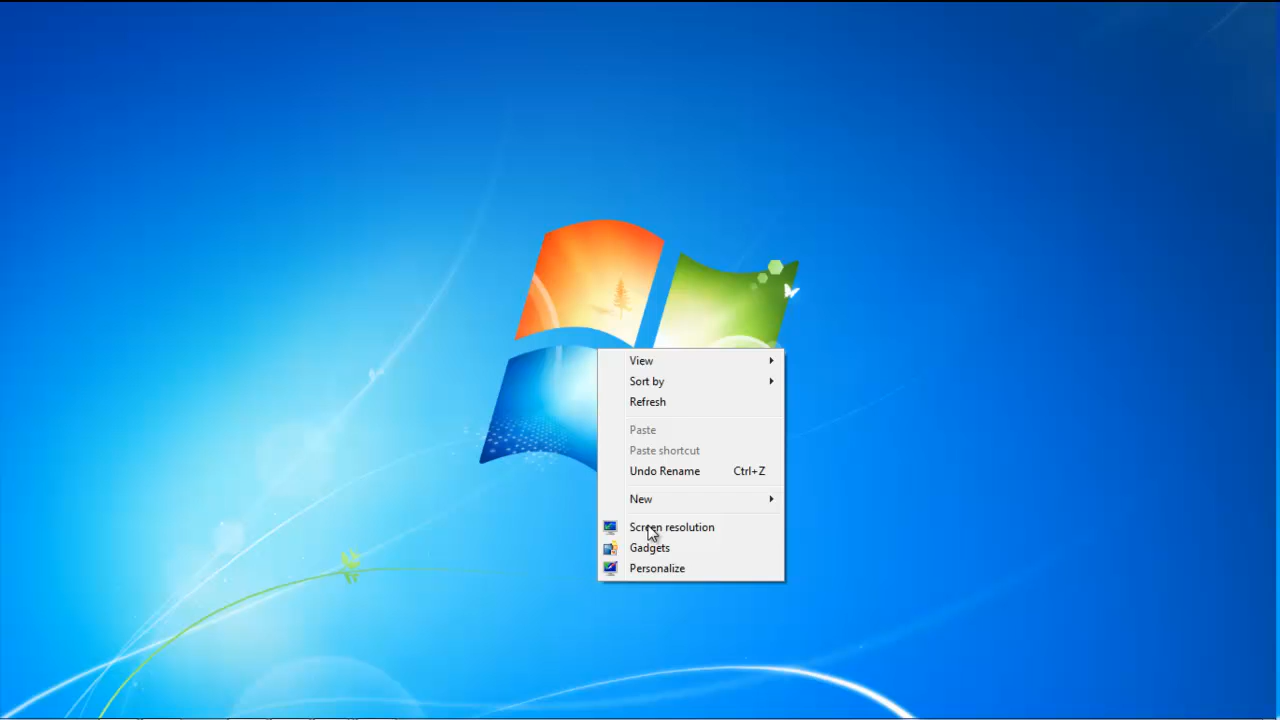 View
Sort by
Refresh
Paste
Paste shortcut
Undo Rename Ctrl+Z
New
Screen resolution
Gadgets
Personalize